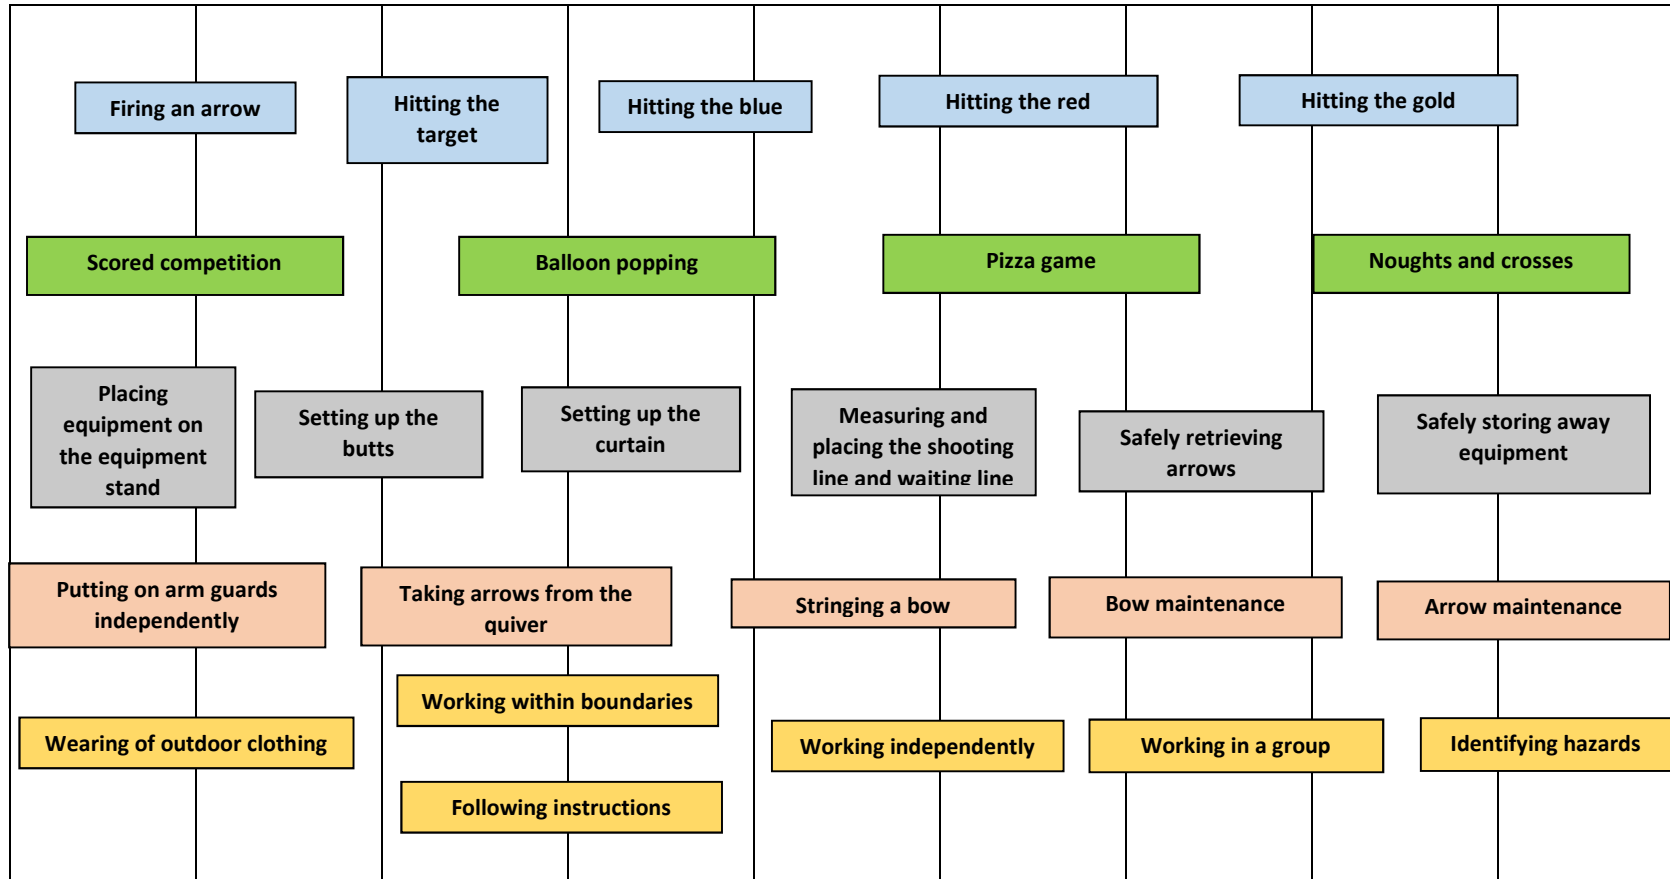 Firing an arrow
Hitting the
target
Hitting the blue
Hitting the red
Hitting the gold
Scored competition
Balloon popping
Pizza game
Noughts and crosses
Placing
equipment on
the equipment
stand
Setting up the
butts
Setting up the
curtain
Measuring and
placing the shooting
line and waiting line
Safely retrieving
arrows
Safely storing away
equipment
Putting on arm guards
independently
Taking arrows from the
quiver
Stringing a bow
Bow maintenance
Arrow maintenance
Working within boundaries
Wearing of outdoor clothing
Working independently
Working in a group
Identifying hazards
Following instructions